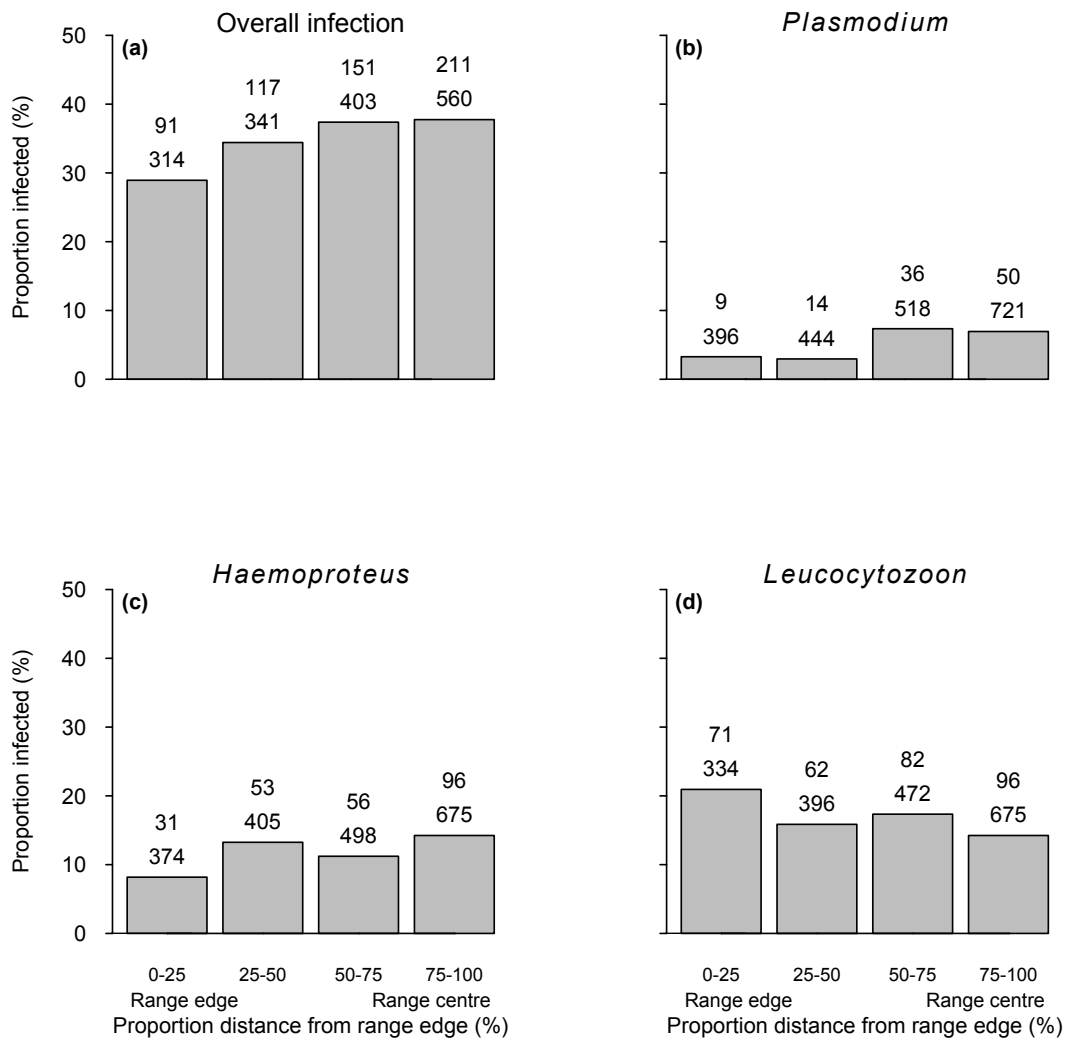 Overall infection
(a)
50
40
30
20
10
0
Proportion infected (%)
91
314
117
341
151
403
211
560
Plasmodium
(b)
9
396
14
444
36
518
50
721
Haemoproteus
(c)
50
40
30
20
10
0
Proportion infected (%)
31
374
53
405
56
498
96
675
0-25 25-50 50-75 75-100
Range edge Range centre
Proportion distance from range edge (%)
Leucocytozoon
(d)
71
334
62
396
82
472
96
675
0-25 25-50 50-75 75-100
Range edge Range centre
Proportion distance from range edge (%)